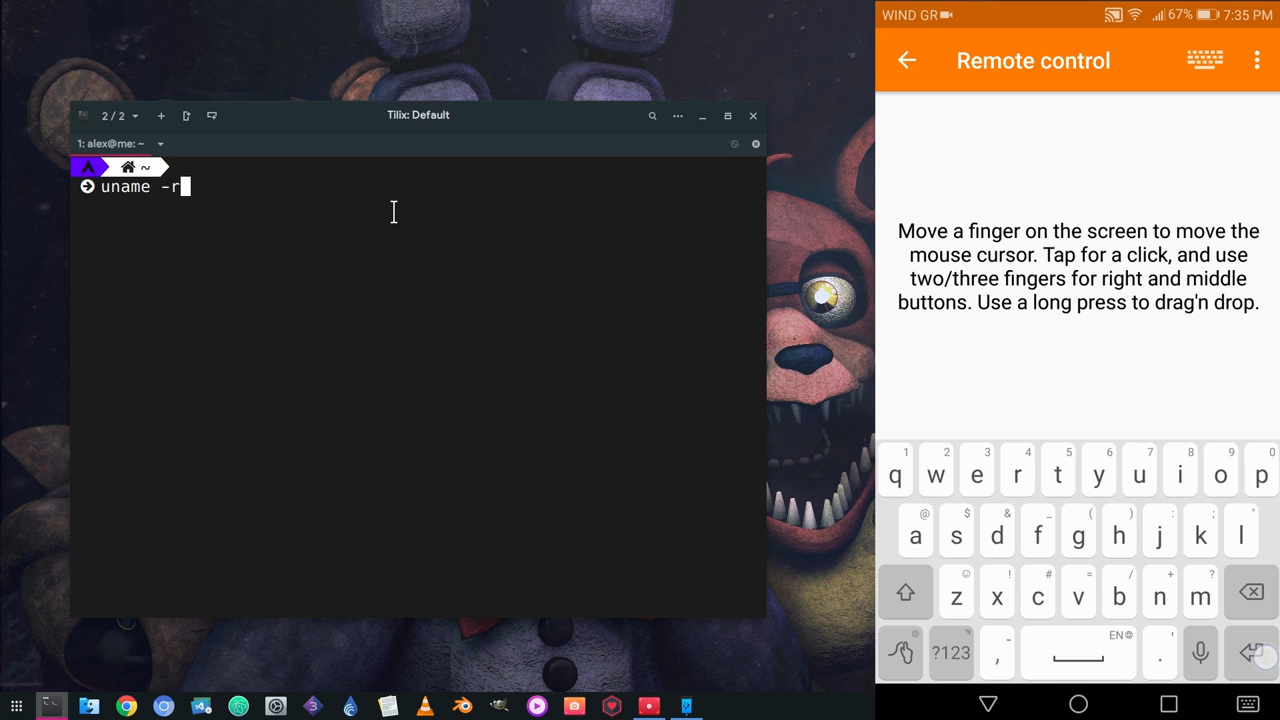 2 / 2
Tilix: Default
1: alex@me: ~
~
uname -r
WIND GR
67%
7:35 PM
Remote control
Move a finger on the screen to move the
mouse cursor. Tap for a click, and use
two/three fingers for right and middle
buttons. Use a long press to drag'n drop.
1 2 3 4 5 6 7 8 9 0
q w e r t y u i o p
@ $ & _ ( ) : ; "
a s d f g h j k l
! # = / + ?
z x c v b n m
EN
?123 , .